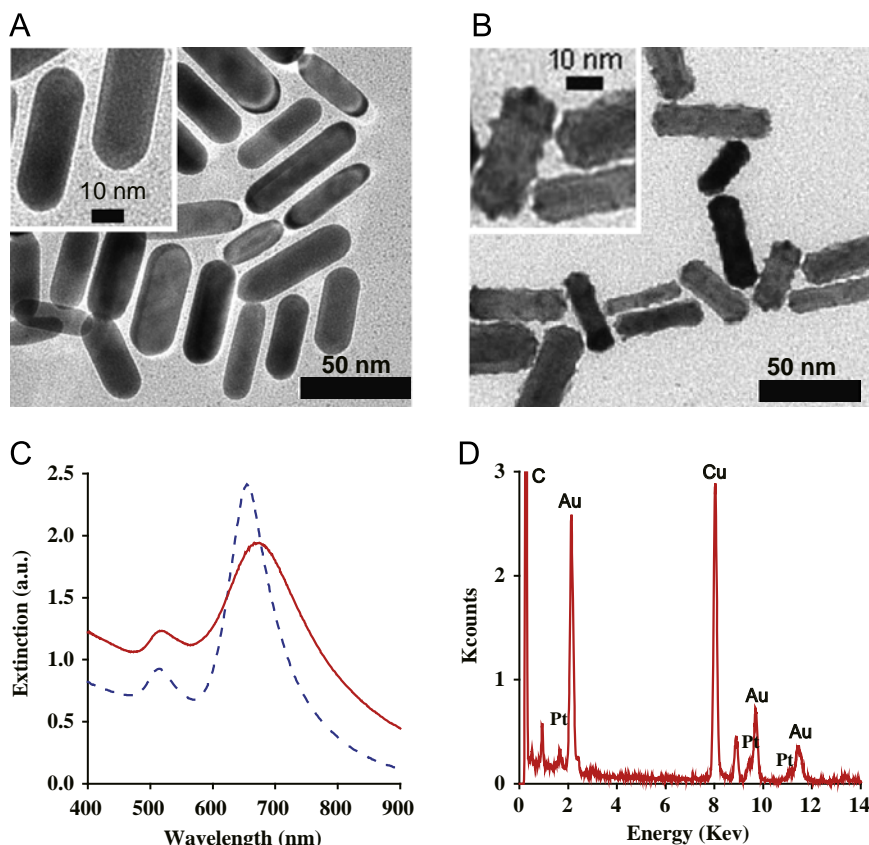 A
10 nm
50 nm
B
10 nm
50 nm
C
2.5
2.0
1.5
1.0
0.5
0.0
Extinction (a.u.)
400 500 600 700 800 900
Wavelength (nm)
D
3
2
1
0
Kcounts
C
Au
Cu
Pt
Au
Pt
Au
Pt
0 2 4 6 8 10 12 14
Energy (Kev)